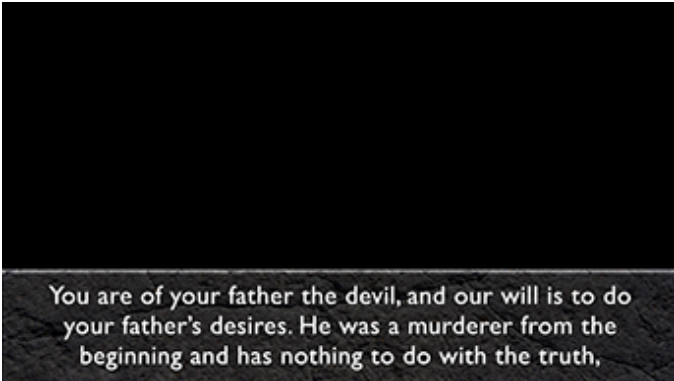 You are of your father the devil, and our will is to do
your father's desires. He was a murderer from the
beginning and has nothing to do with the truth,